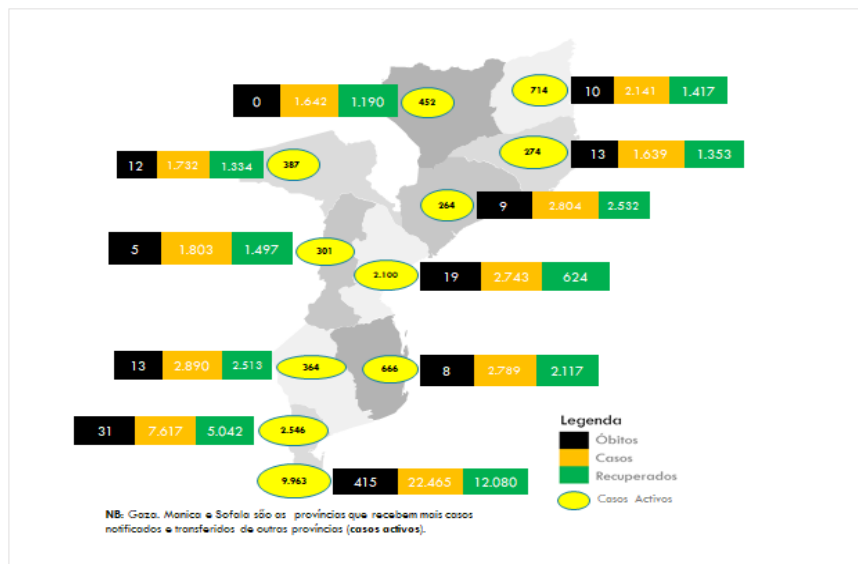 714 10 2.141 1.417
0 1.642 1.190 452
274 13 1.639 1.353
12 1.732 1.334 387
264 9 2.804 2.532
5 1.803 1.497 301
2.100 19 2.743 624
13 2.890 2.513 364
666 8 2.789 2.117
31 7.617 5.042 2.546
9.963 415 22.465 12.080
Legenda
Óbitos
Casos
Recuperados
Casos Activos
NB: Gaza. Manica e Sofala são as províncias que recebem mais casos
notificados e transferidos de outras províncias (casos activos).